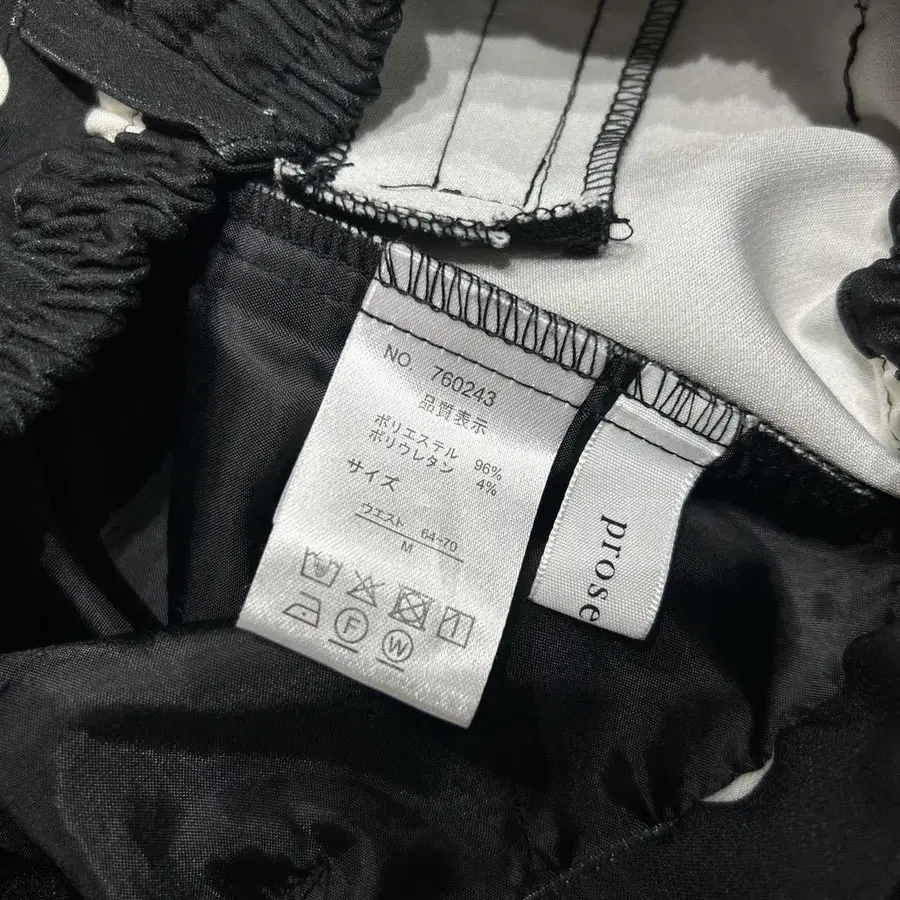 NO. 760243
品質表示
ポリエステル 96%
ポリウレタン 4%
サイズ
ウエスト 64~70
M
F
W
prose